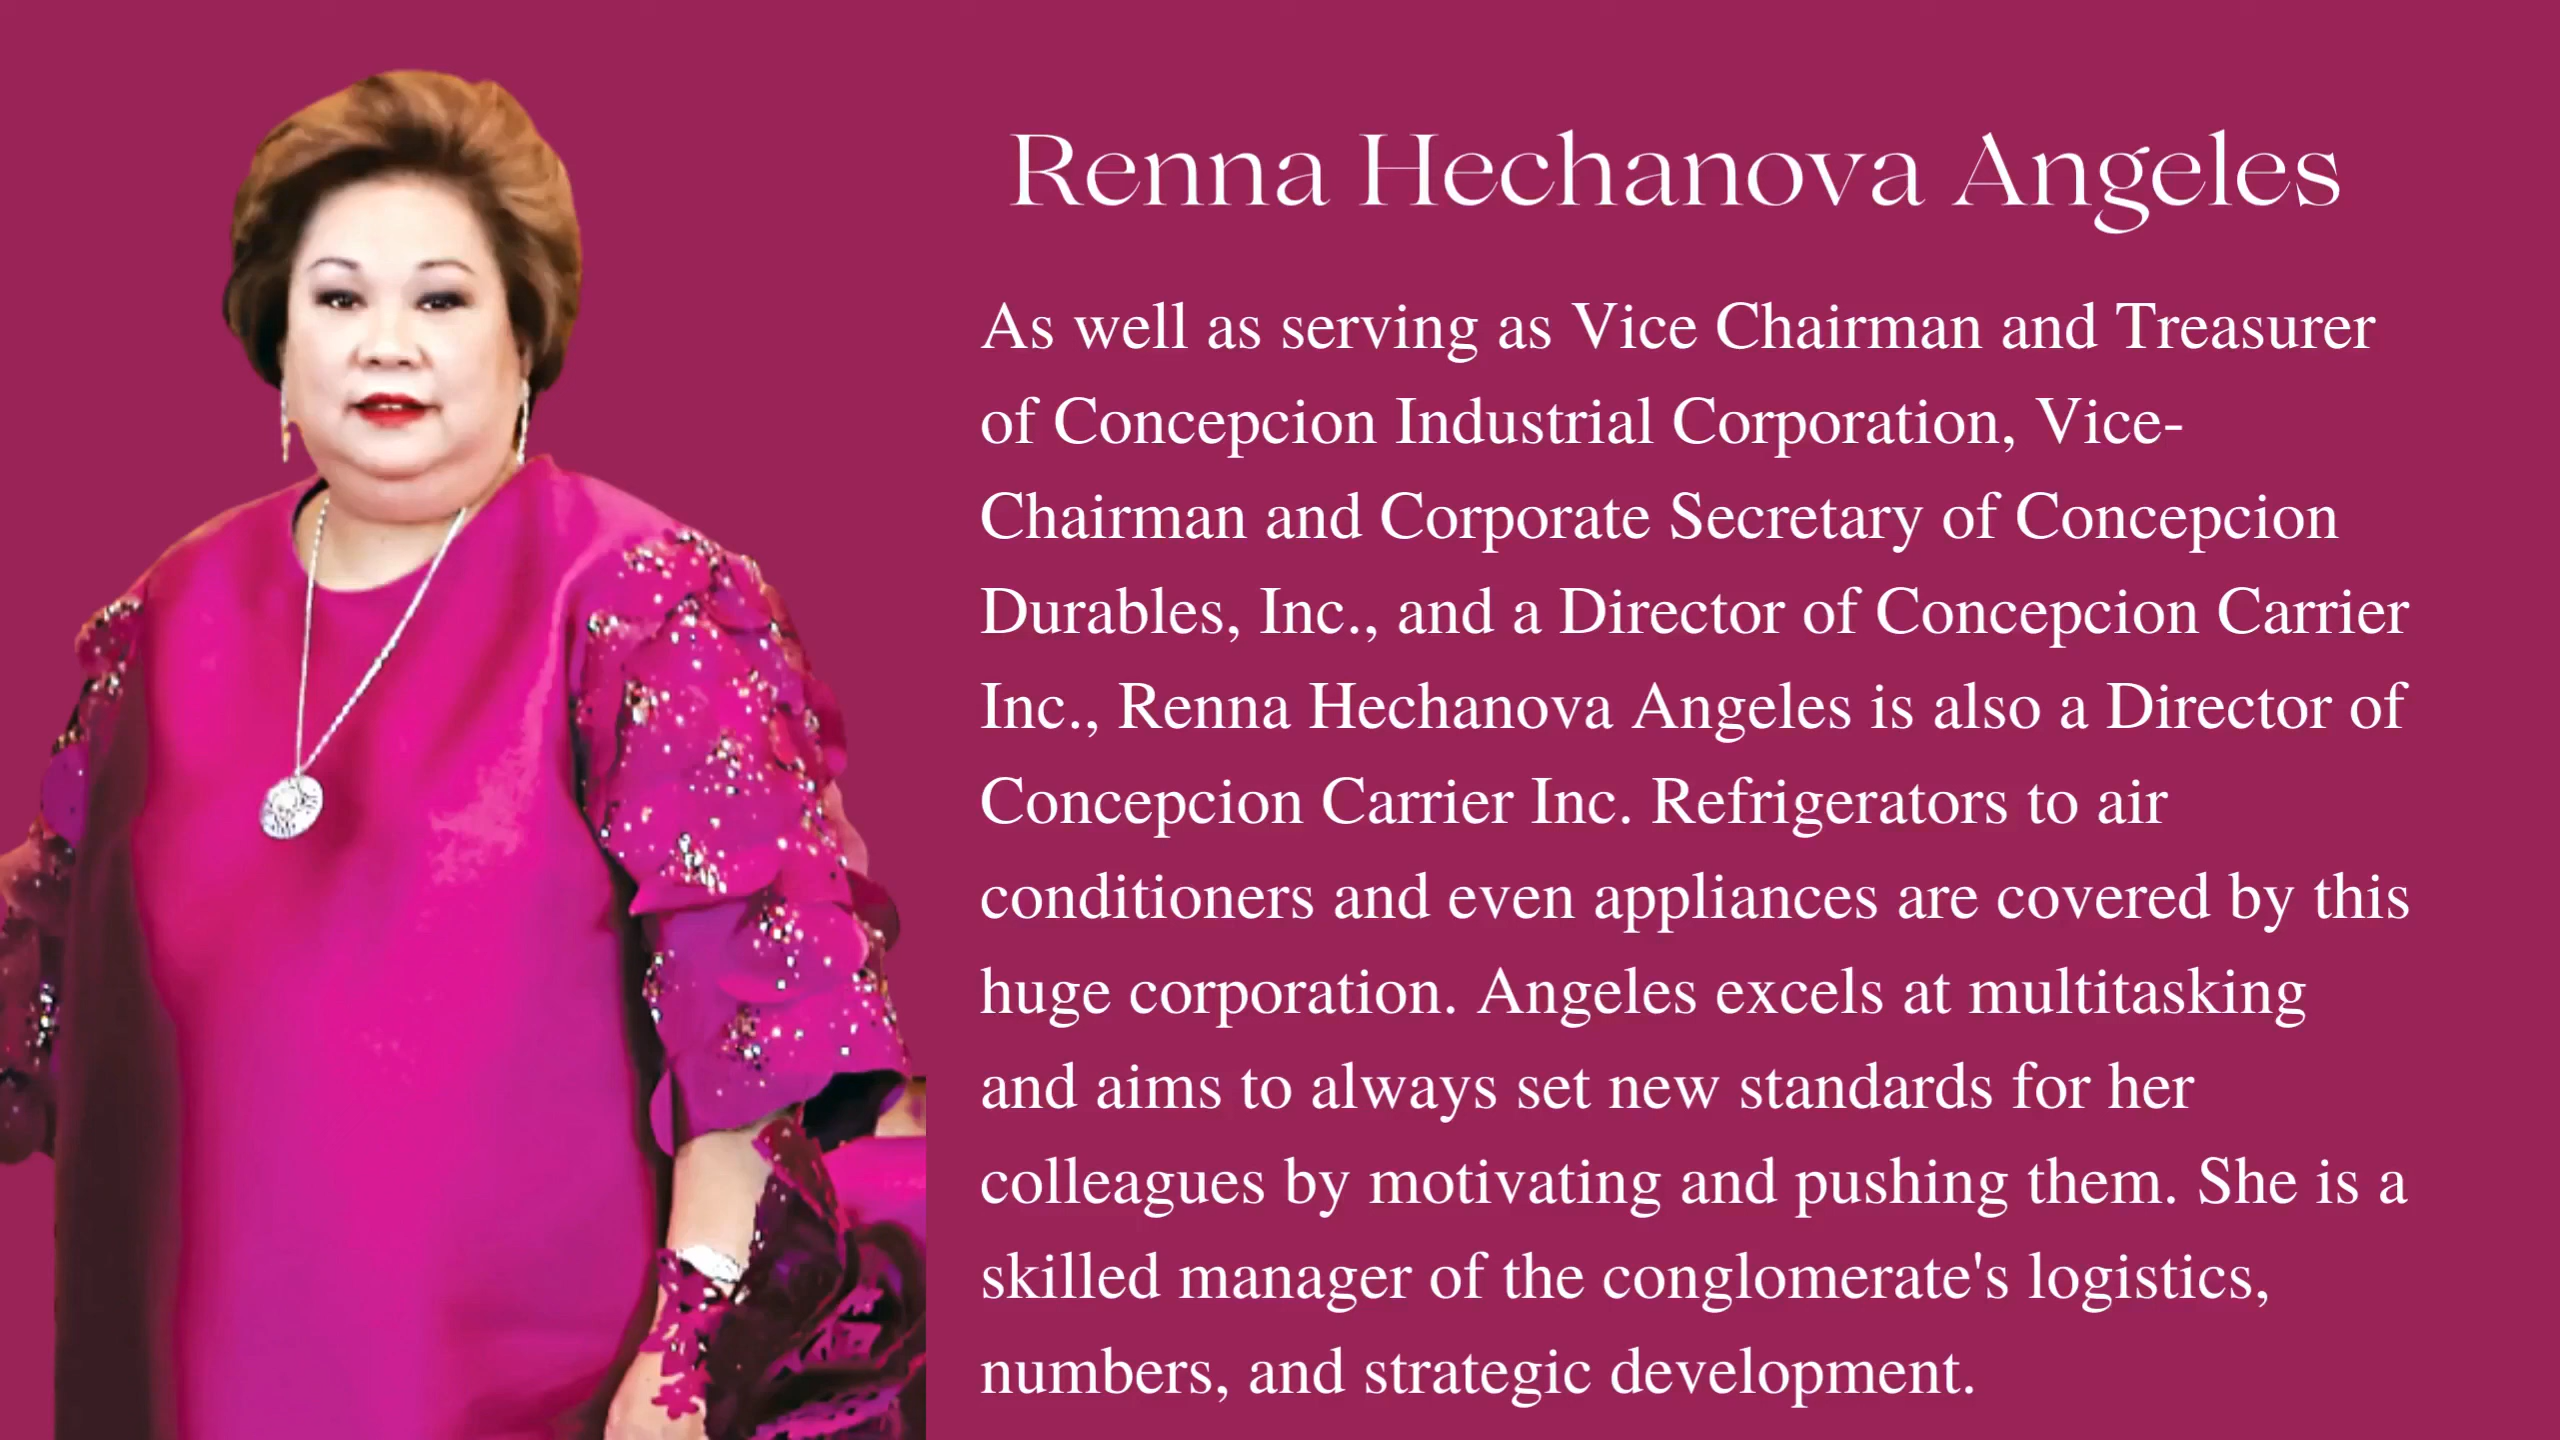 Renna Hechanova Angeles
As well as serving as Vice Chairman and Treasurer
of Concepcion Industrial Corporation, Vice-
Chairman and Corporate Secretary of Concepcion
Durables, Inc., and a Director of Concepcion Carrier
Inc., Renna Hechanova Angeles is also a Director of
Concepcion Carrier Inc. Refrigerators to air
conditioners and even appliances are covered by this
huge corporation. Angeles excels at multitasking
and aims to always set new standards for her
colleagues by motivating and pushing them. She is a
skilled manager of the conglomerate's logistics,
numbers, and strategic development.